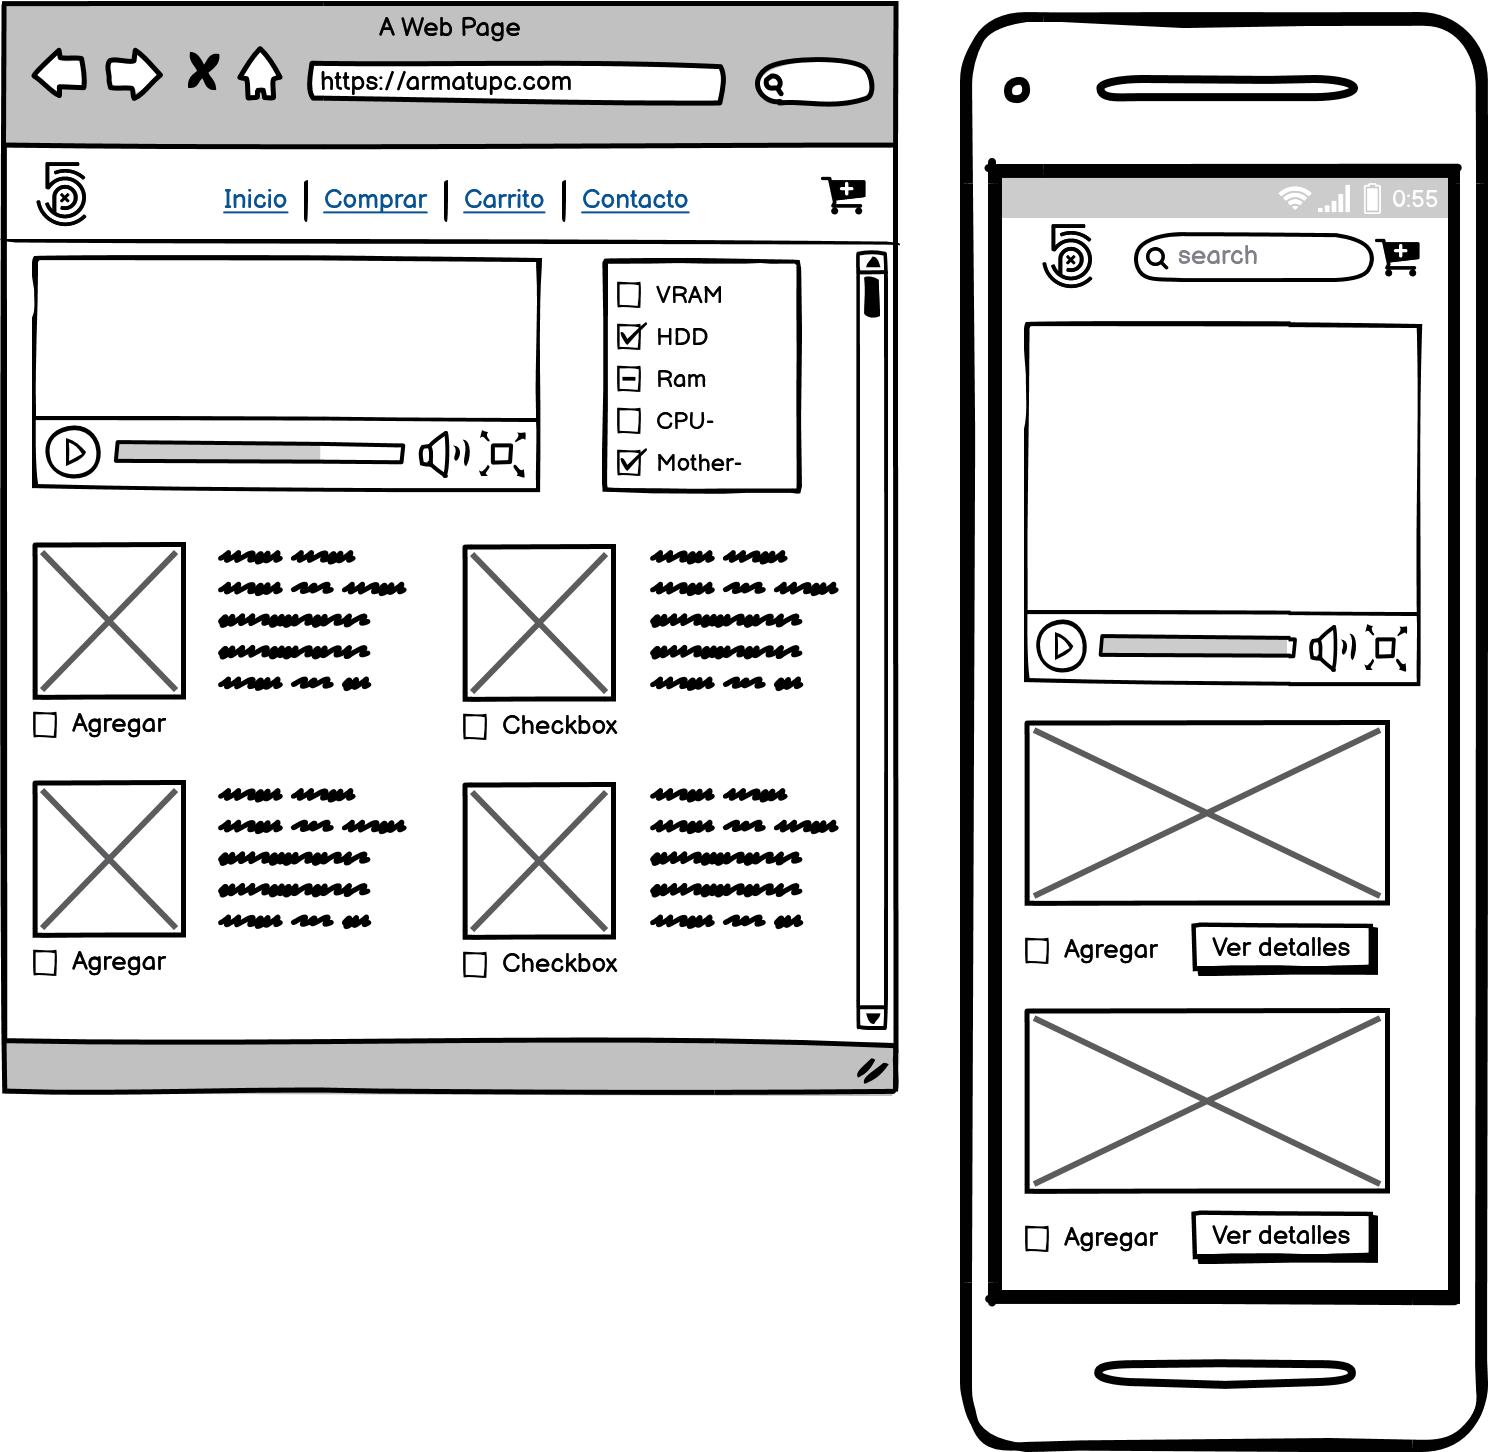 A Web Page
https://armatupc.com
Inicio
Comprar
Carrito
Contacto
VRAM
HDD
Ram
CPU-
Mother-
Agregar
Checkbox
Agregar
Checkbox
0:55
search
Agregar
Ver detalles
Agregar
Ver detalles